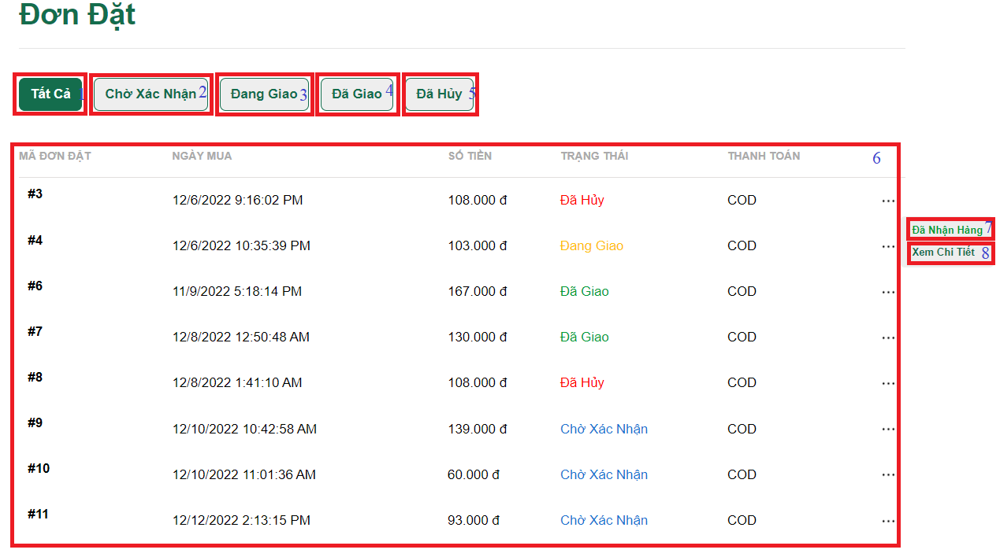 Đơn Đặt
Tất Cả 1 Chờ Xác Nhận 2 Đang Giao 3 Đã Giao 4 Đã Hủy 5
MÃ ĐƠN ĐẶT NGÀY MUA SỐ TIỀN TRẠNG THÁI THANH TOÁN 6
#3 12/6/2022 9:16:02 PM 108.000 đ Đã Hủy COD ...
Đã Nhận Hàng 7
#4 12/6/2022 10:35:39 PM 103.000 đ Đang Giao COD ...
Xem Chi Tiết 8
#6 11/9/2022 5:18:14 PM 167.000 đ Đã Giao COD ...
#7 12/8/2022 12:50:48 AM 130.000 đ Đã Giao COD ...
#8 12/8/2022 1:41:10 AM 108.000 đ Đã Hủy COD ...
#9 12/10/2022 10:42:58 AM 139.000 đ Chờ Xác Nhận COD ...
#10 12/10/2022 11:01:36 AM 60.000 đ Chờ Xác Nhận COD ...
#11 12/12/2022 2:13:15 PM 93.000 đ Chờ Xác Nhận COD ...